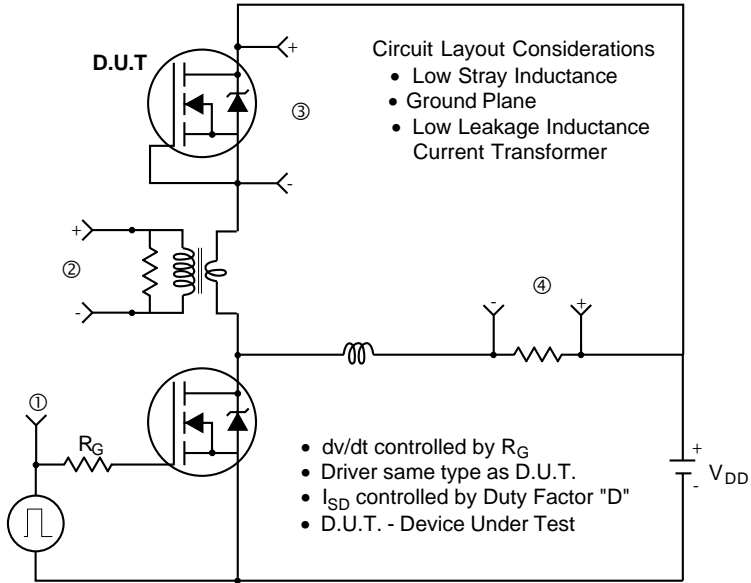 +
D.U.T
③
-
Circuit Layout Considerations
• Low Stray Inductance
• Ground Plane
• Low Leakage Inductance
Current Transformer
+
②
-
④
- +
①
R_G
• dv/dt controlled by R_G
• Driver same type as D.U.T.
• I_SD controlled by Duty Factor "D"
• D.U.T. - Device Under Test
+
V_DD
-